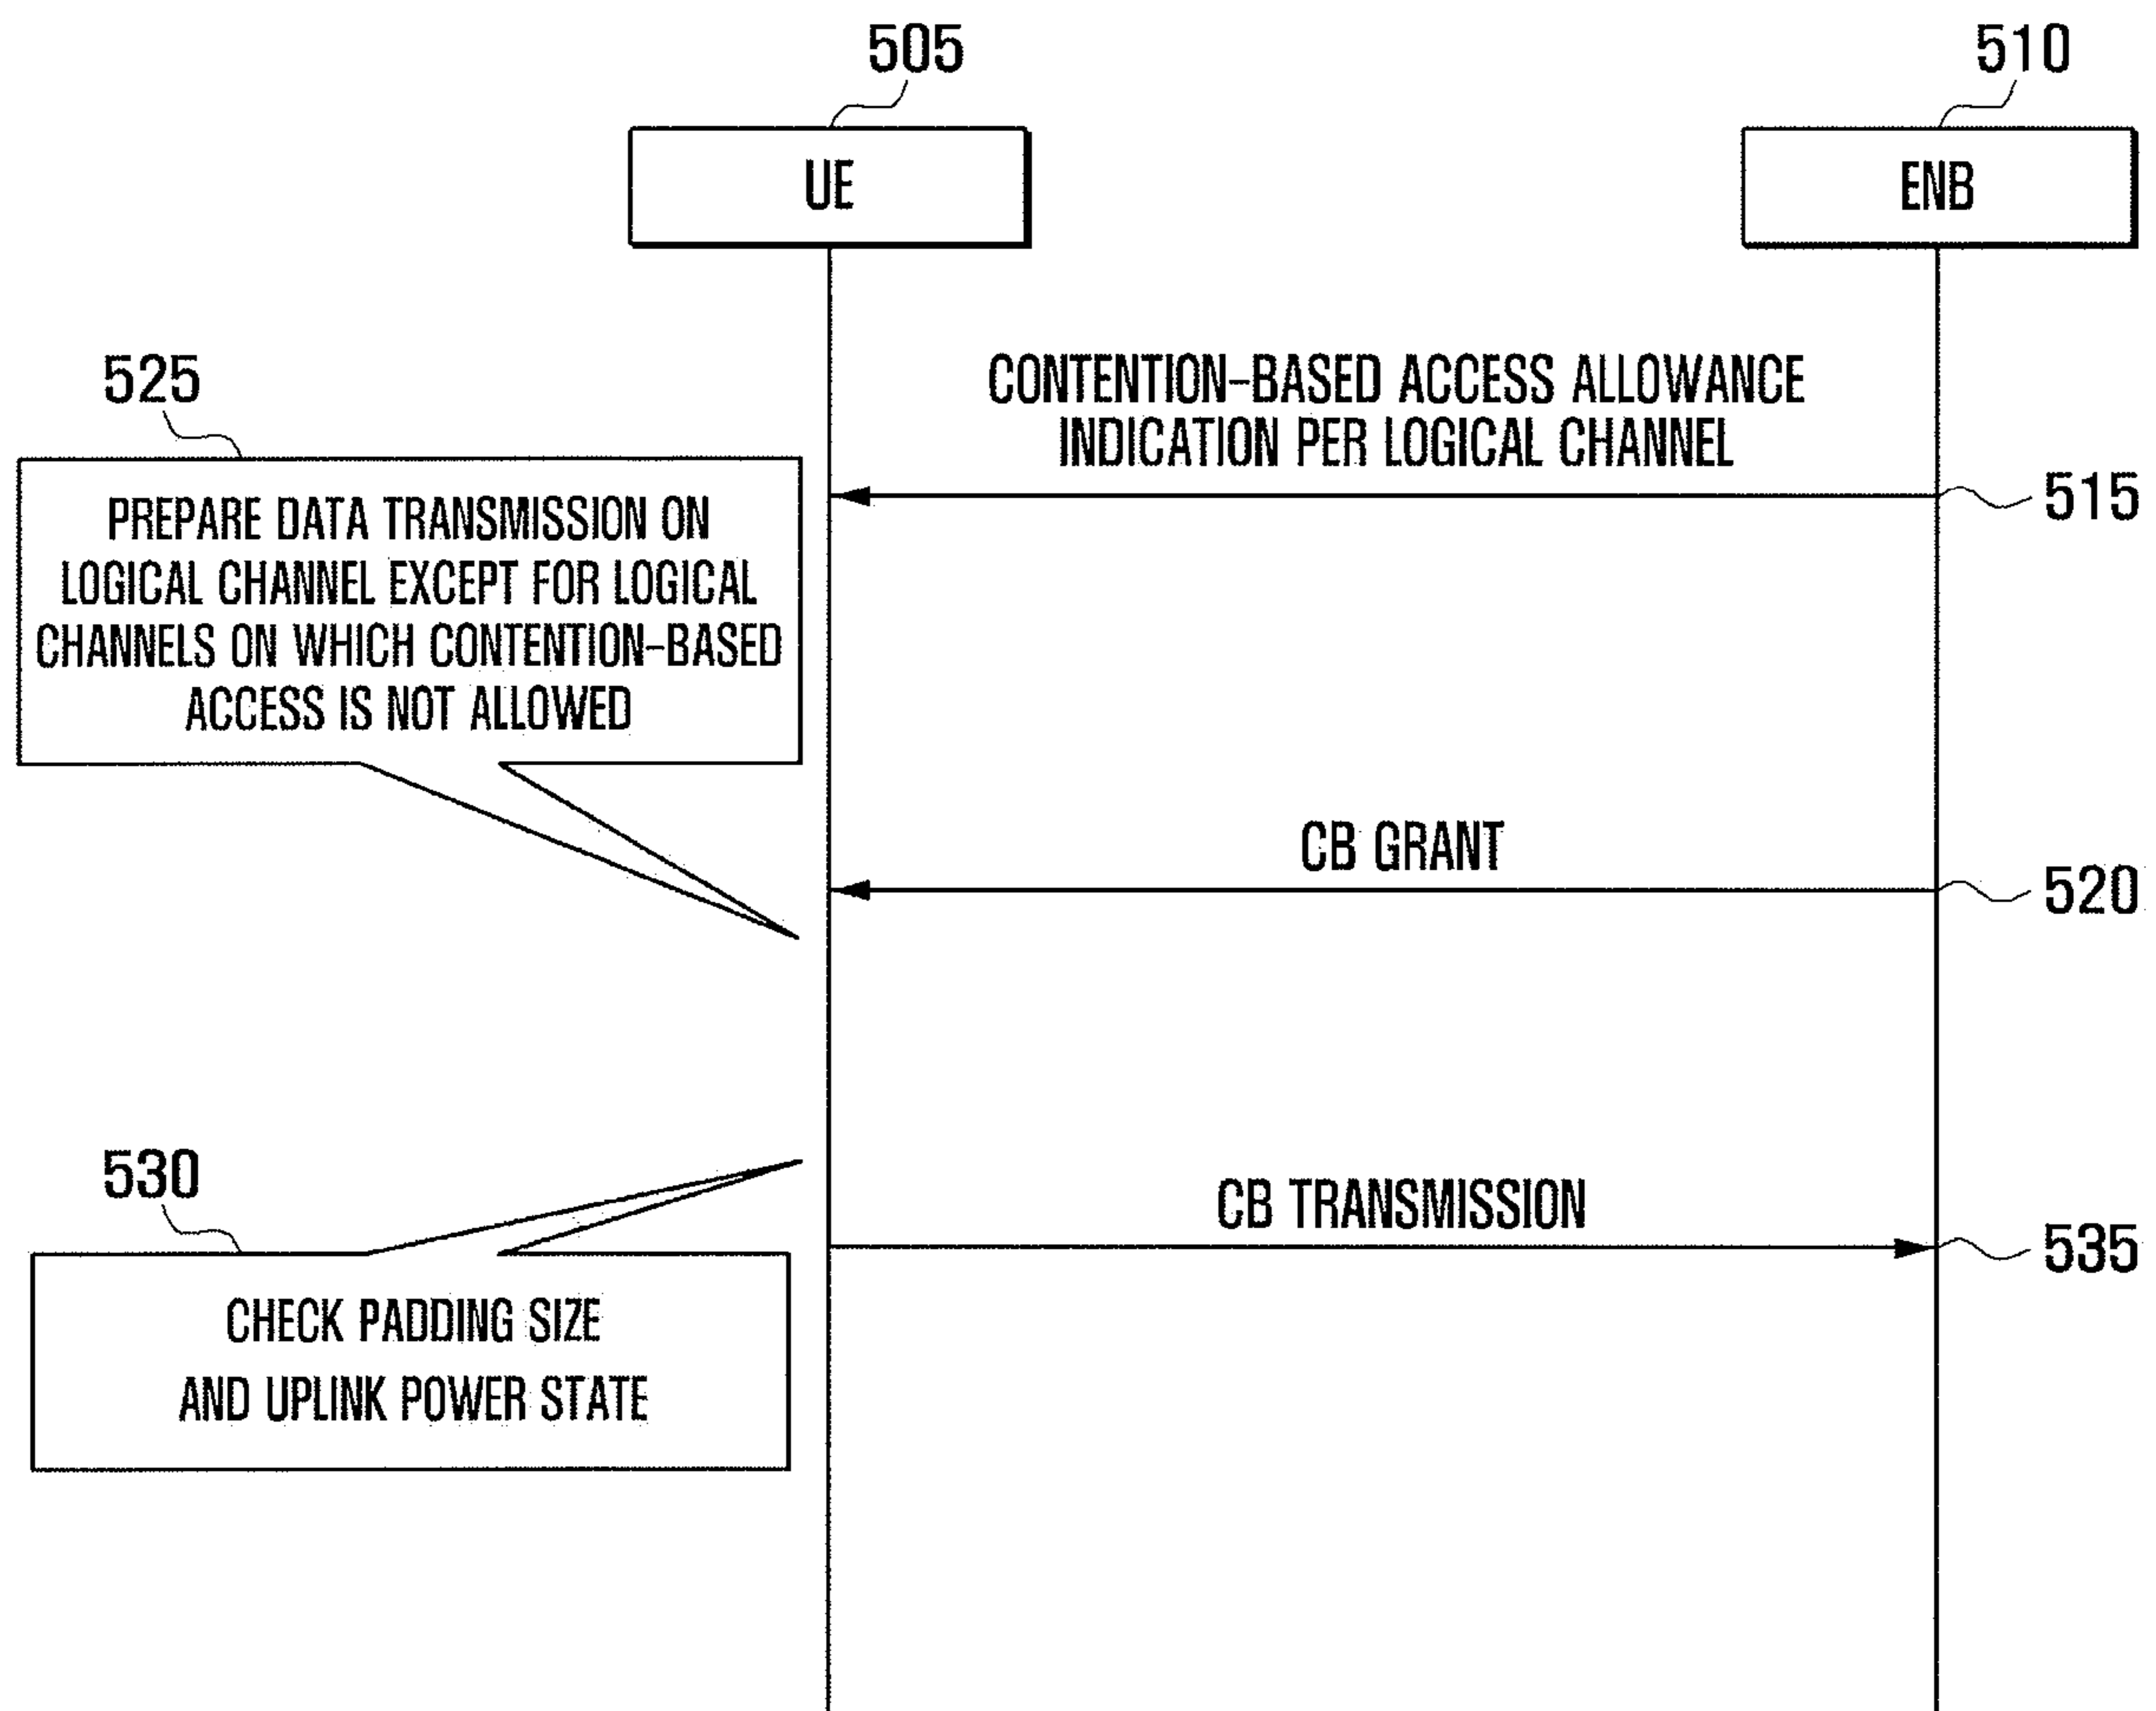 505
510
UE
ENB
CONTENTION-BASED ACCESS ALLOWANCE
INDICATION PER LOGICAL CHANNEL
515
525
PREPARE DATA TRANSMISSION ON
LOGICAL CHANNEL EXCEPT FOR LOGICAL
CHANNELS ON WHICH CONTENTION-BASED
ACCESS IS NOT ALLOWED
CB GRANT
520
530
CB TRANSMISSION
535
CHECK PADDING SIZE
AND UPLINK POWER STATE